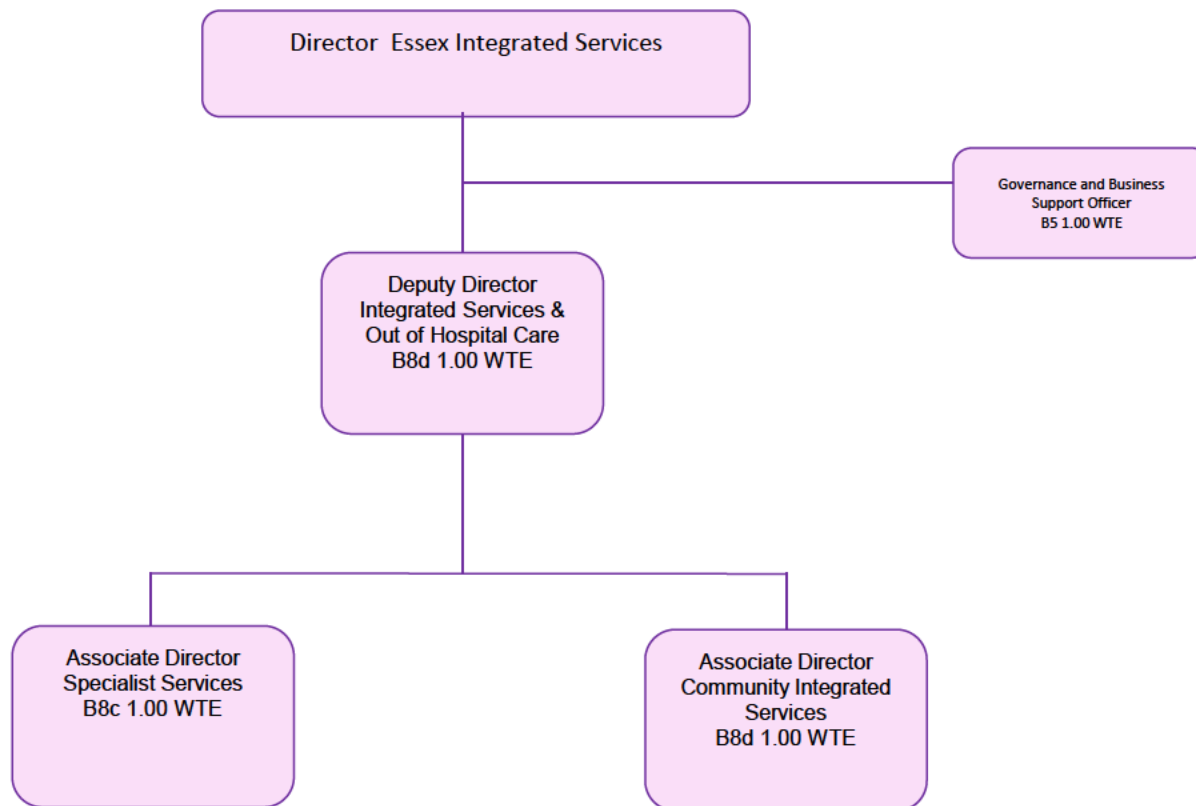 Director  Essex Integrated Services
Governance and Business
Support Officer
B5 1.00 WTE
Deputy Director
Integrated Services &
Out of Hospital Care
B8d 1.00 WTE
Associate Director
Specialist Services
B8c 1.00 WTE
Associate Director
Community Integrated
Services
B8d 1.00 WTE